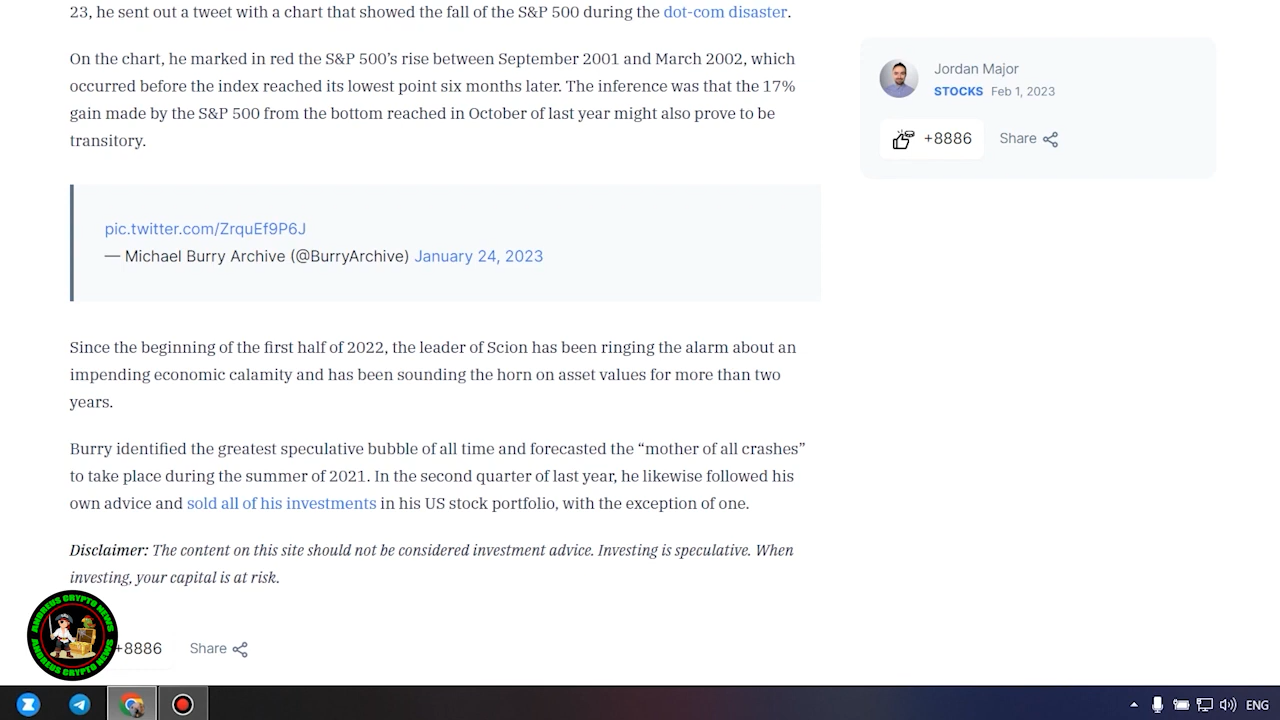 23, he sent out a tweet with a chart that showed the fall of the S&P 500 during the dot-com disaster.
On the chart, he marked in red the S&P 500's rise between September 2001 and March 2002, which
occurred before the index reached its lowest point six months later. The inference was that the 17%
gain made by the S&P 500 from the bottom reached in October of last year might also prove to be
transitory.
pic.twitter.com/ZrquEf9P6J
— Michael Burry Archive (@BurryArchive) January 24, 2023
Since the beginning of the first half of 2022, the leader of Scion has been ringing the alarm about an
impending economic calamity and has been sounding the horn on asset values for more than two
years.
Burry identified the greatest speculative bubble of all time and forecasted the “mother of all crashes”
to take place during the summer of 2021. In the second quarter of last year, he likewise followed his
own advice and sold all of his investments in his US stock portfolio, with the exception of one.
Disclaimer: The content on this site should not be considered investment advice. Investing is speculative. When
investing, your capital is at risk.
+8886 Share
Jordan Major
STOCKS Feb 1, 2023
+8886 Share
ANDREUS CRYPTO NEWS
ANDREUS CRYPTO NEWS
ENG